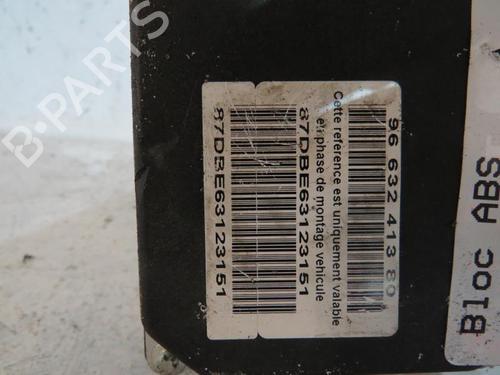 96 632 413 80
Cette reference est uniquement valable
en phase de montage vehicule
87DBE63123151
87DBE63123151
Bloc ABS
B-PARTS